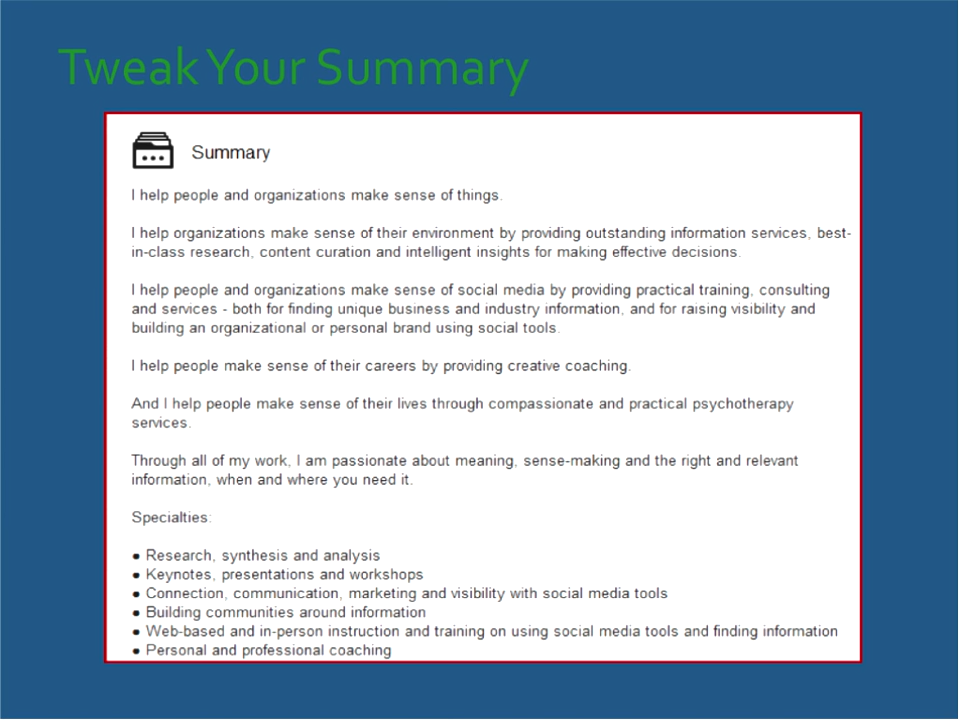 Tweak Your Summary
Summary
I help people and organizations make sense of things.
I help organizations make sense of their environment by providing outstanding information services, best-
in-class research, content curation and intelligent insights for making effective decisions.
I help people and organizations make sense of social media by providing practical training, consulting
and services - both for finding unique business and industry information, and for raising visibility and
building an organizational or personal brand using social tools.
I help people make sense of their careers by providing creative coaching.
And I help people make sense of their lives through compassionate and practical psychotherapy
services.
Through all of my work, I am passionate about meaning, sense-making and the right and relevant
information, when and where you need it.
Specialties:
● Research, synthesis and analysis
● Keynotes, presentations and workshops
● Connection, communication, marketing and visibility with social media tools
● Building communities around information
● Web-based and in-person instruction and training on using social media tools and finding information
● Personal and professional coaching